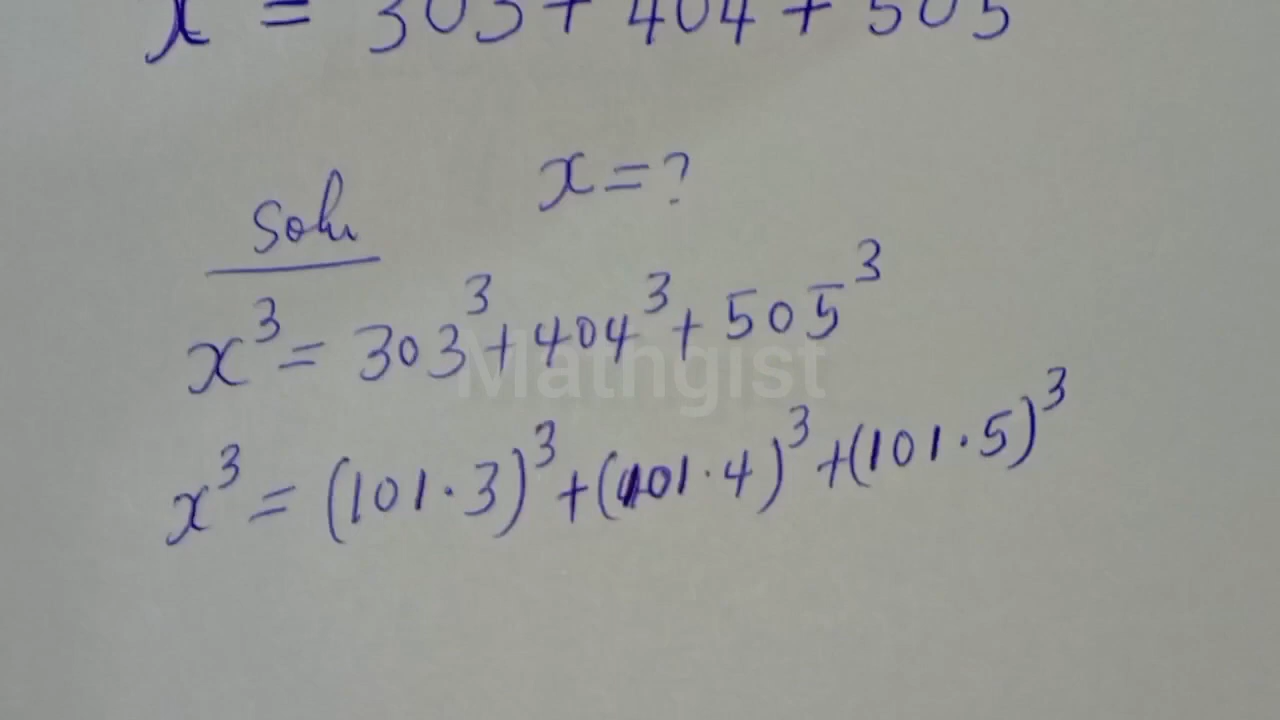 x = 303 + 404 + 505
x = ?
Soln
x³ = 303³ + 404³ + 505³
Mathgist
x³ = (101·3)³ + (101·4)³ + (101·5)³